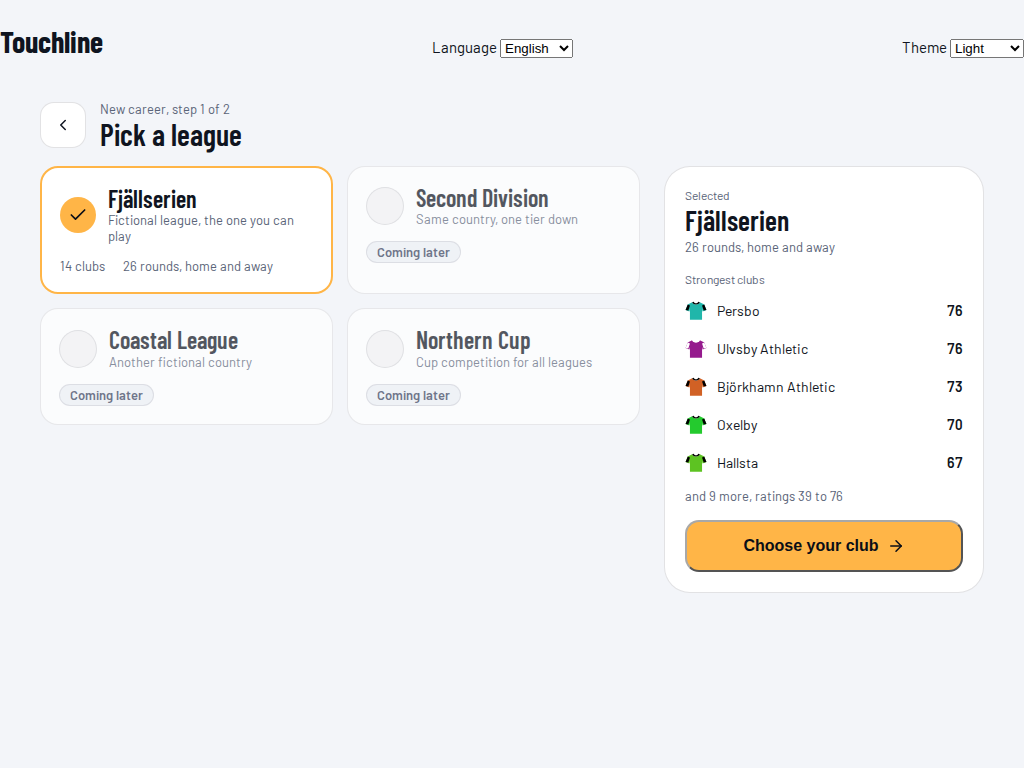 Touchline
Language English
Theme Light
New career, step 1 of 2
Pick a league
Fjällserien
Fictional league, the one you can
play
14 clubs 26 rounds, home and away
Second Division
Same country, one tier down
Coming later
Coastal League
Another fictional country
Coming later
Northern Cup
Cup competition for all leagues
Coming later
Selected
Fjällserien
26 rounds, home and away
Strongest clubs
Persbo 76
Ulvsby Athletic 76
Björkhamn Athletic 73
Oxelby 70
Hallsta 67
and 9 more, ratings 39 to 76
Choose your club